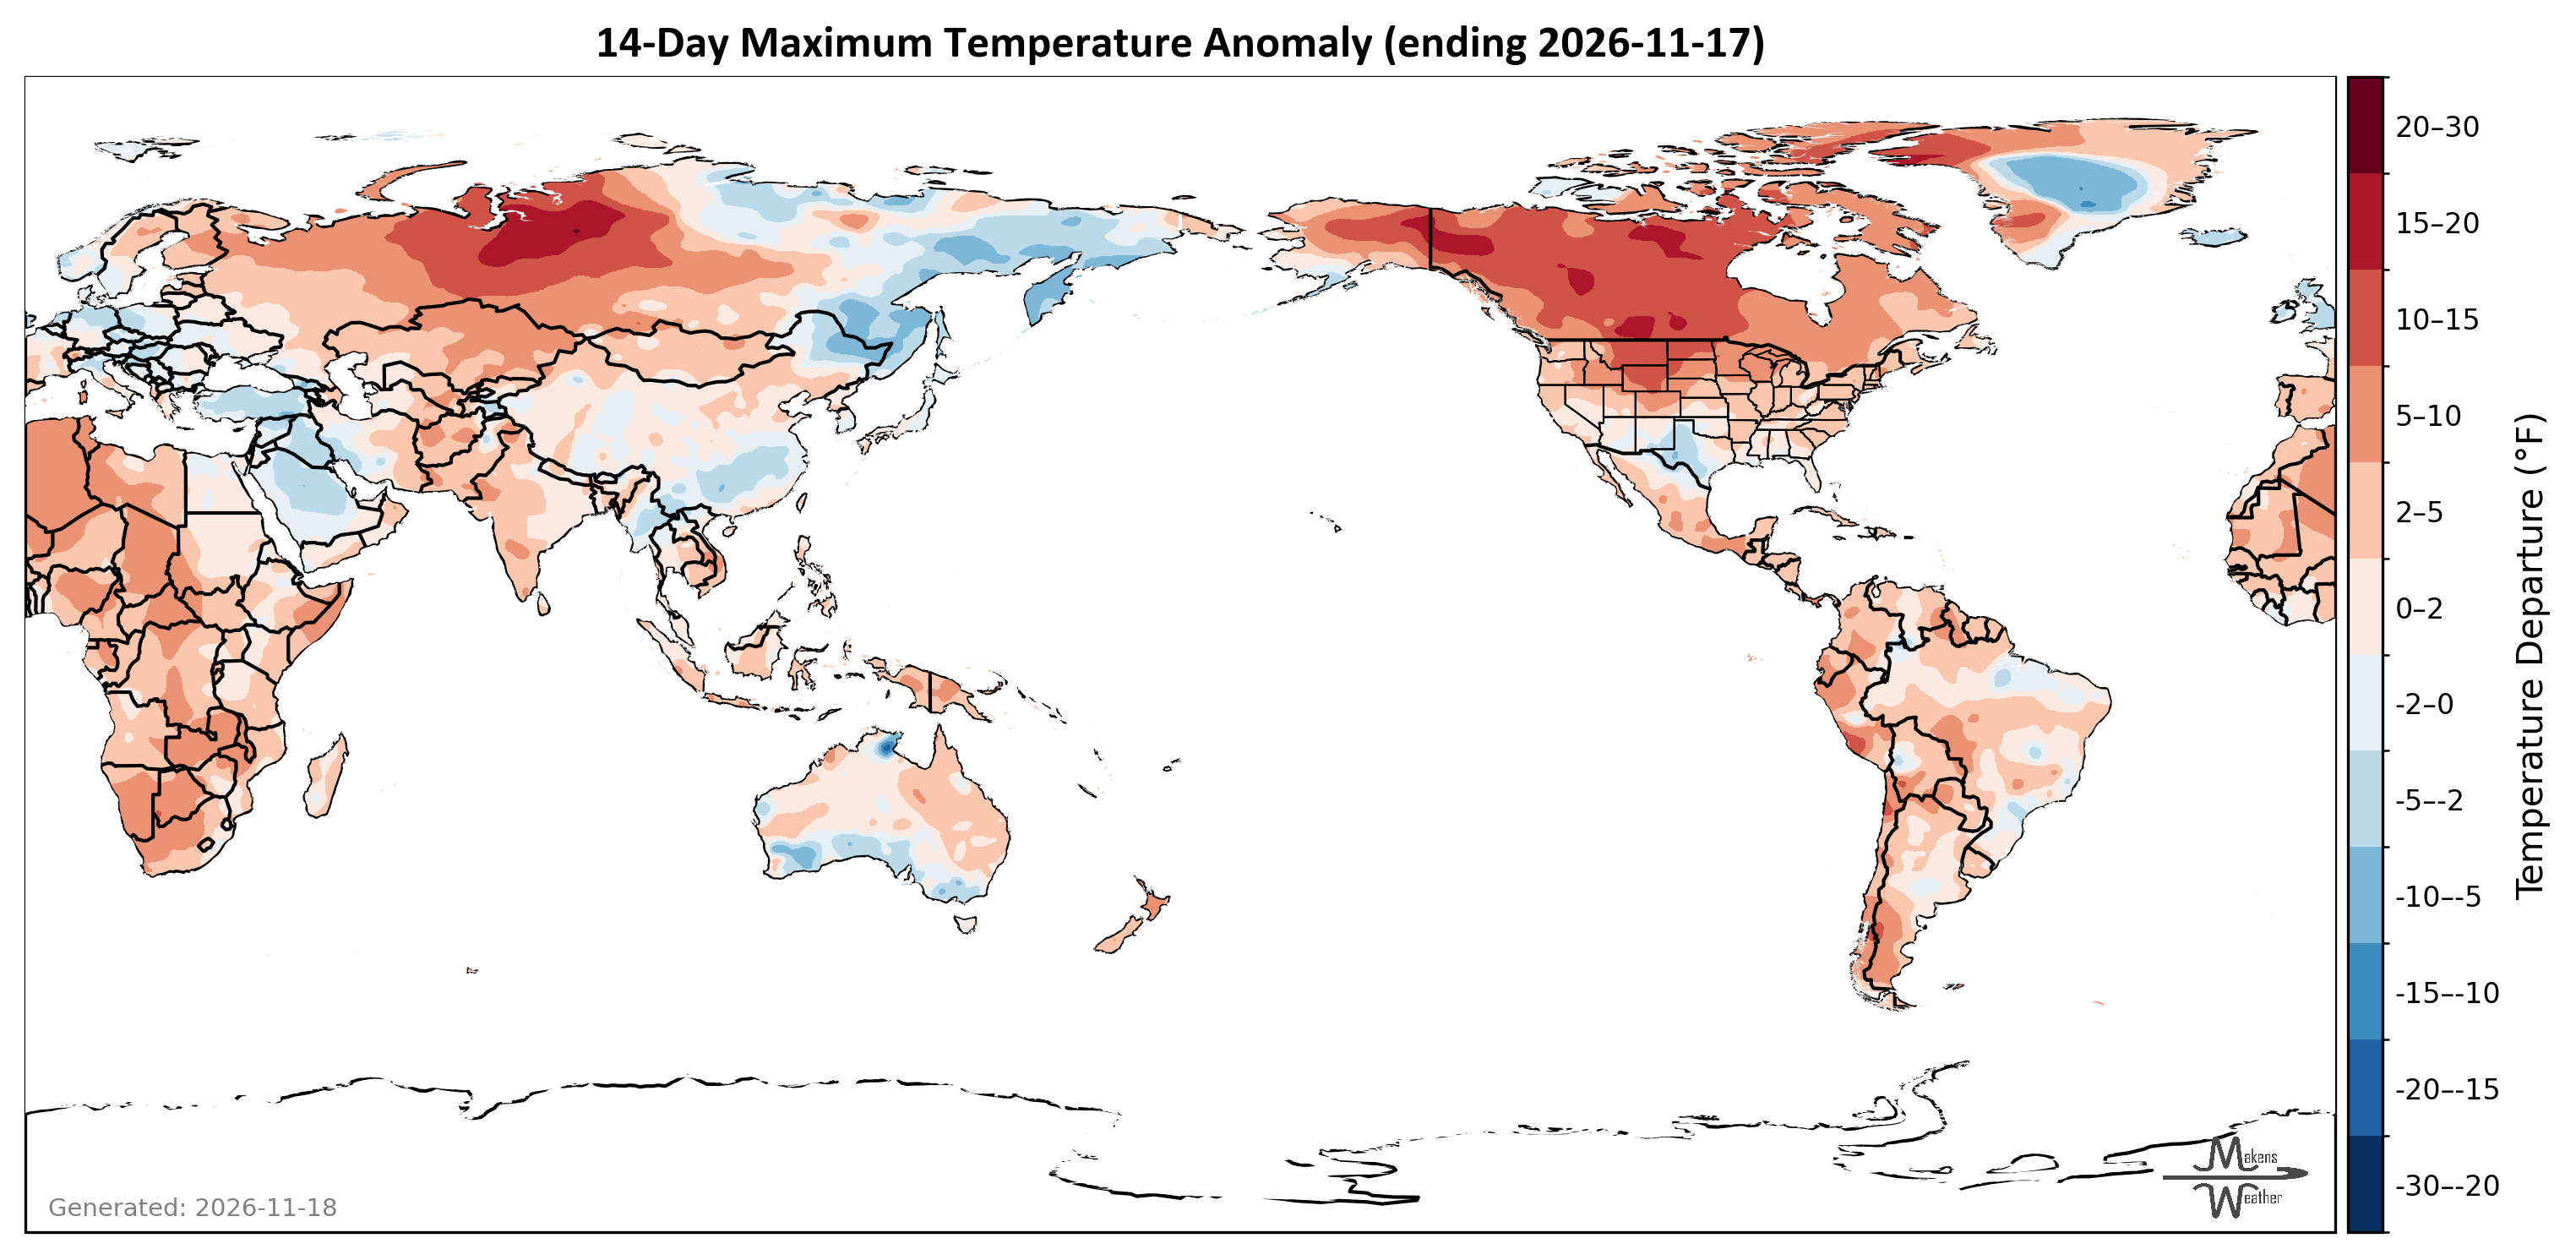 14-Day Maximum Temperature Anomaly (ending 2026-11-17)
20–30
15–20
10–15
5–10
2–5
0–2
-2–0
-5–-2
-10–-5
-15–-10
-20–-15
-30–-20
Temperature Departure (°F)
Generated: 2026-11-18
Makens
Weather